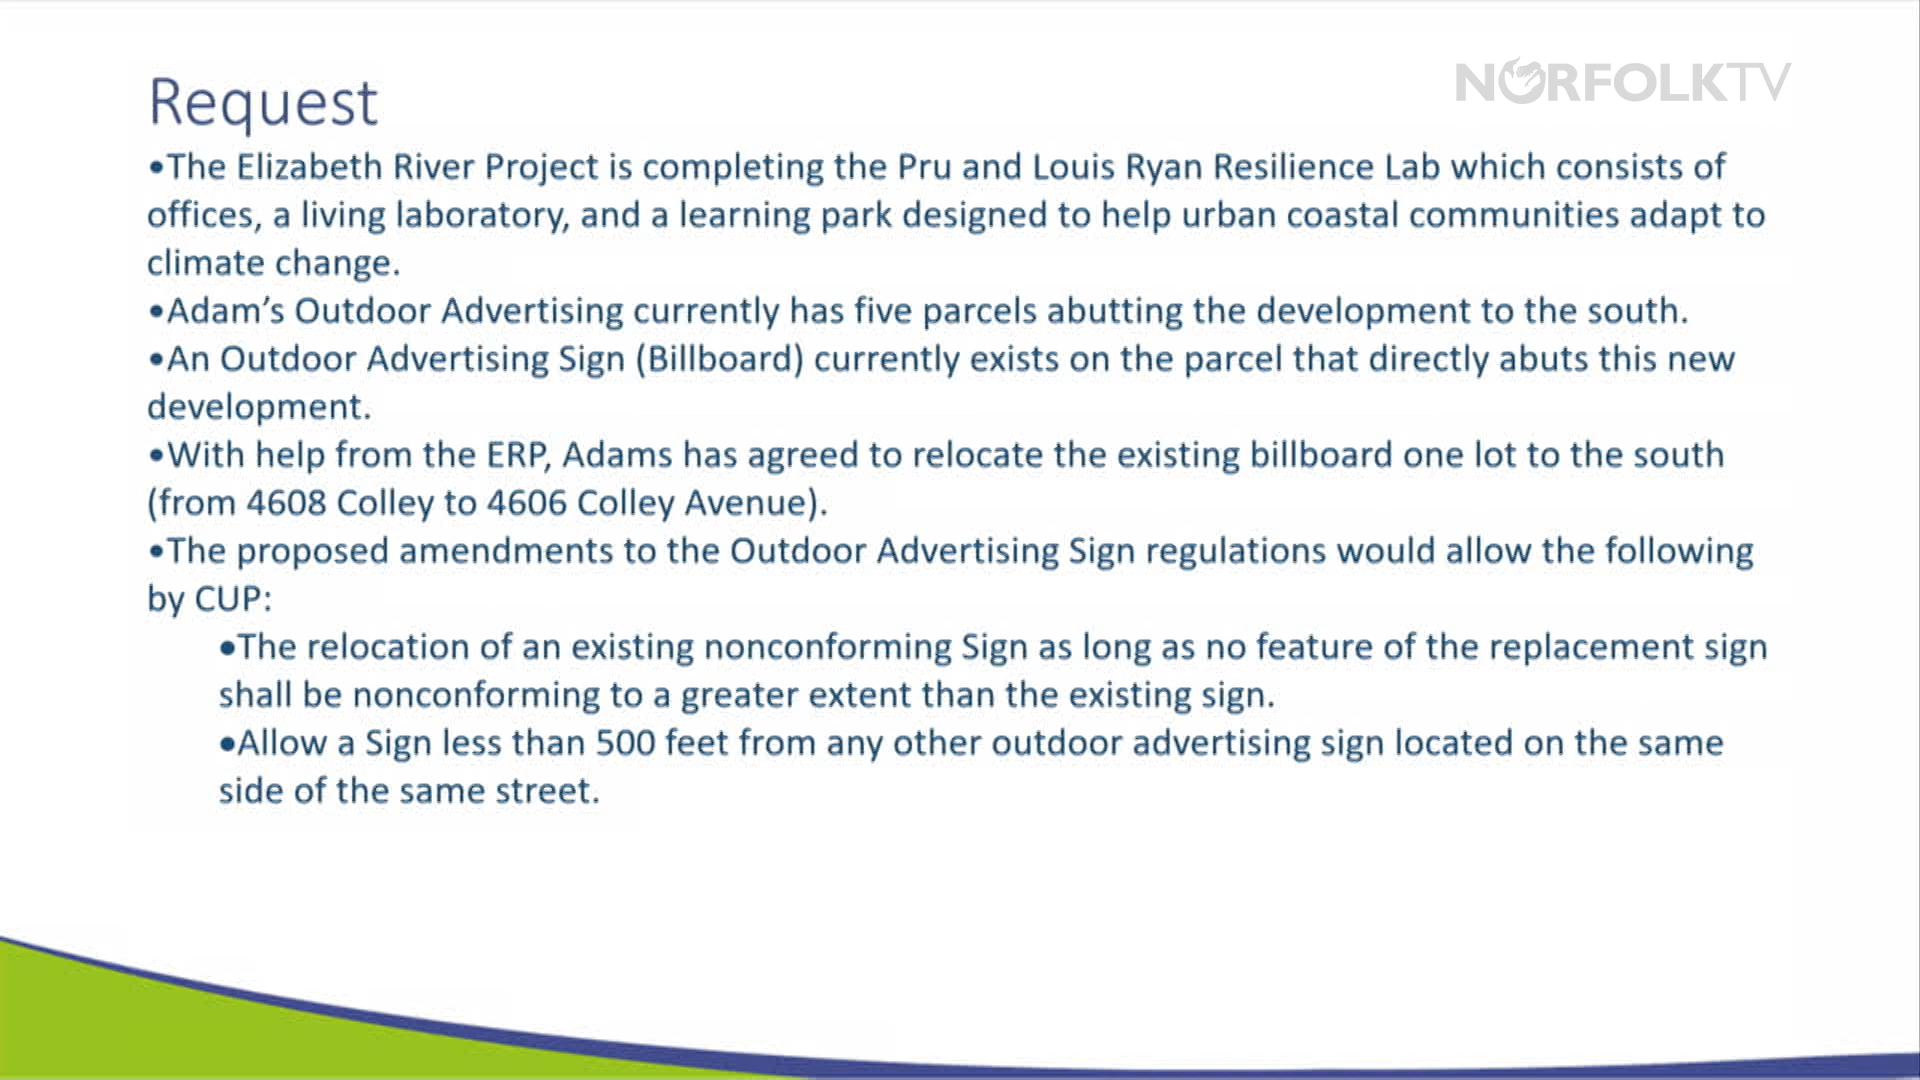 NORFOLKTV
Request
•The Elizabeth River Project is completing the Pru and Louis Ryan Resilience Lab which consists of
offices, a living laboratory, and a learning park designed to help urban coastal communities adapt to
climate change.
•Adam’s Outdoor Advertising currently has five parcels abutting the development to the south.
•An Outdoor Advertising Sign (Billboard) currently exists on the parcel that directly abuts this new
development.
•With help from the ERP, Adams has agreed to relocate the existing billboard one lot to the south
(from 4608 Colley to 4606 Colley Avenue).
•The proposed amendments to the Outdoor Advertising Sign regulations would allow the following
by CUP:
•The relocation of an existing nonconforming Sign as long as no feature of the replacement sign
shall be nonconforming to a greater extent than the existing sign.
•Allow a Sign less than 500 feet from any other outdoor advertising sign located on the same
side of the same street.